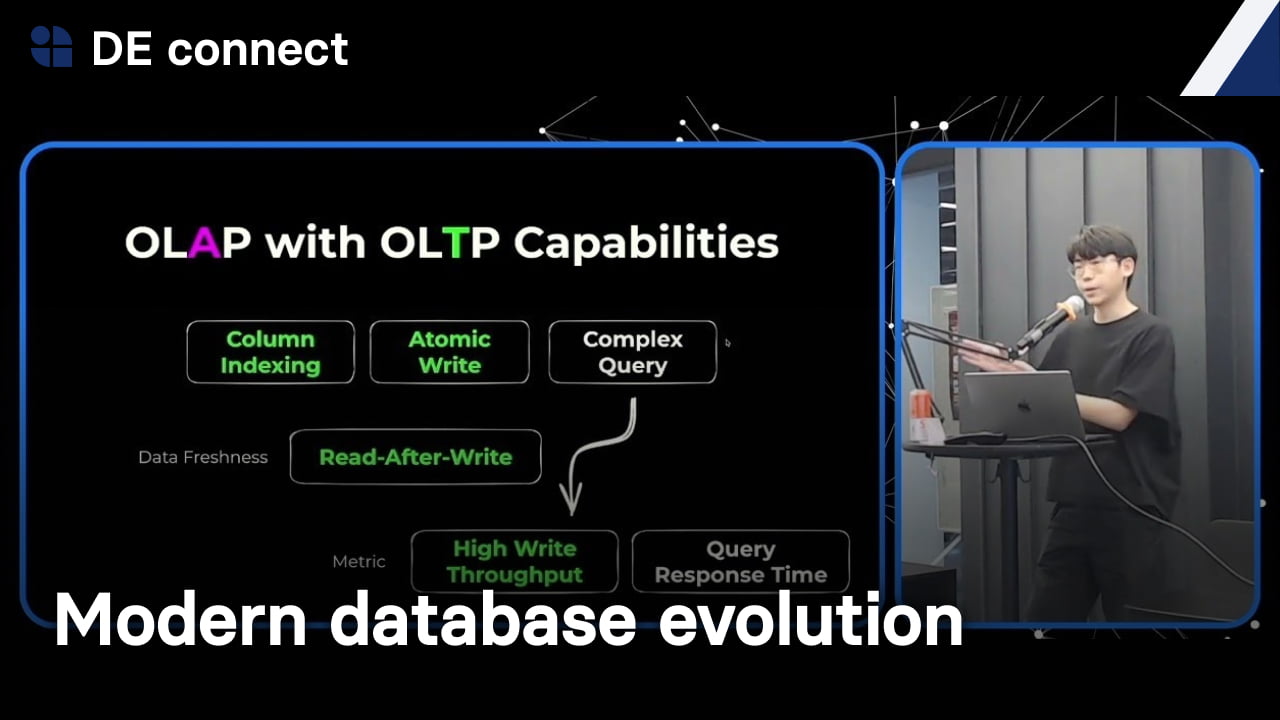 DE connect
OLAP with OLTP Capabilities
Column
Indexing
Atomic
Write
Complex
Query
Data Freshness
Read-After-Write
Metric
High Write
Throughput
Query
Response Time
Modern database evolution